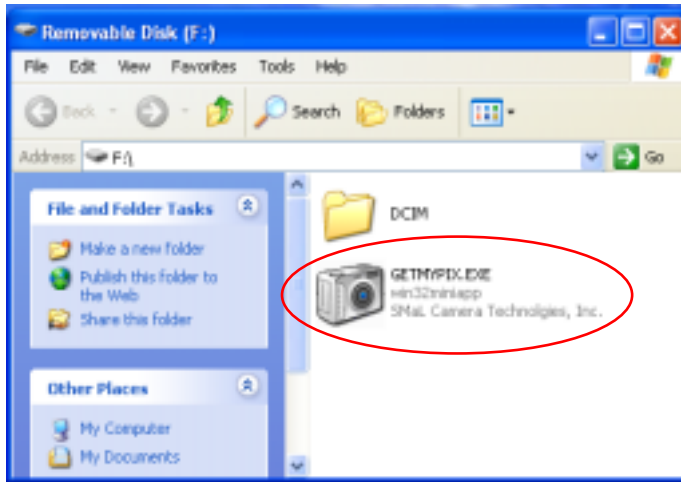 Removable Disk (F:)
File Edit View Favorites Tools Help
Back Search Folders
Address F:\ Go
File and Folder Tasks
Make a new folder
Publish this folder to
the Web
Share this folder
Other Places
My Computer
My Documents
DCIM
GETMYPIX.EXE
win32miniapp
SMaL Camera Technolgies, Inc.